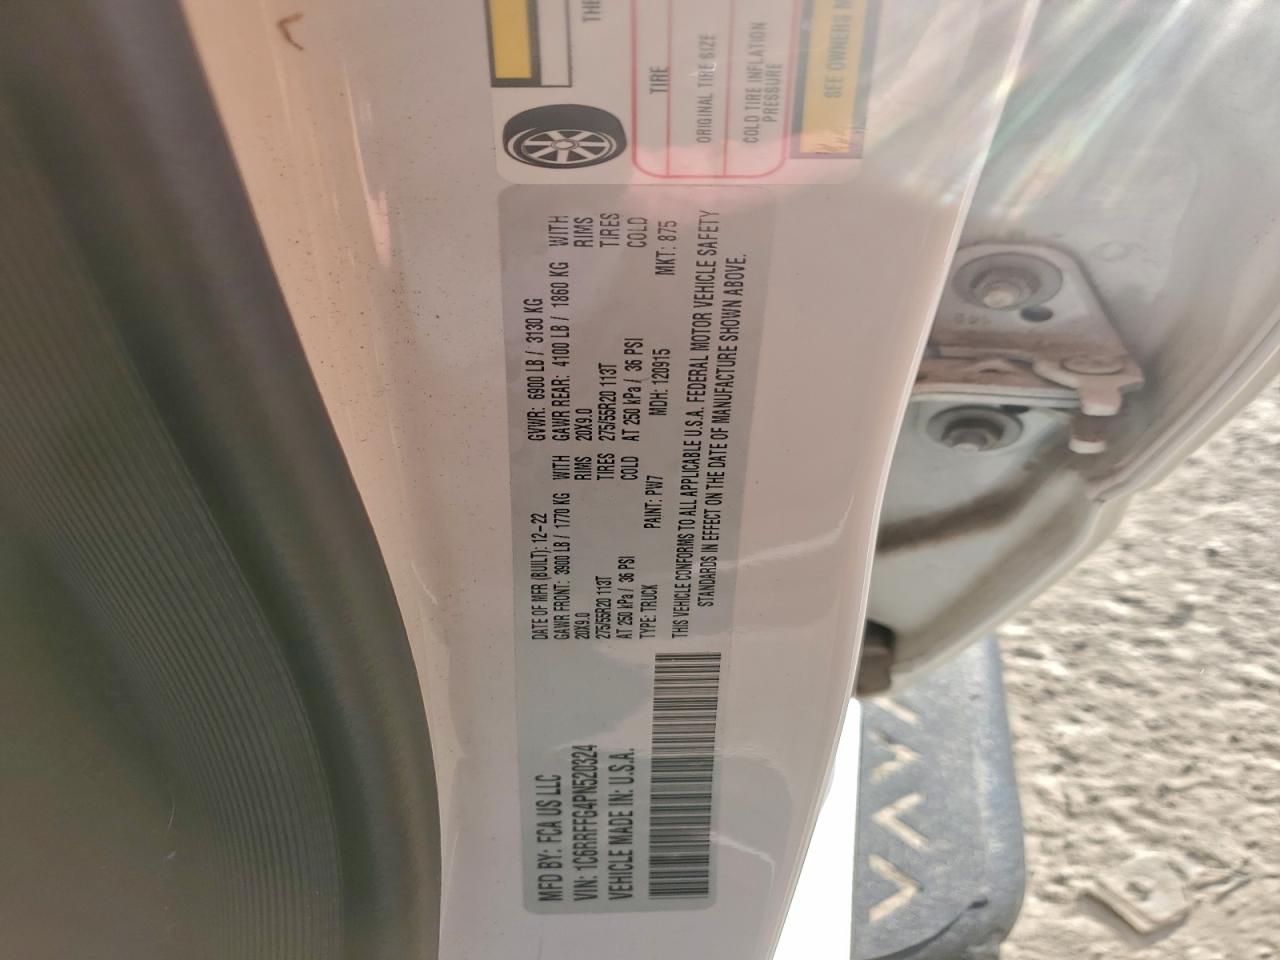 MFD BY: FCA US LLC
VIN: 1C6RRFFG4PN520324
VEHICLE MADE IN: U.S.A.
DATE OF MFR (BUILT): 12-22 GVWR: 6900 LB / 3130 KG
GAWR FRONT: 3900 LB / 1770 KG WITH GAWR REAR: 4100 LB / 1860 KG WITH
20X9.0 RIMS 20X9.0 RIMS
275/55R20 113T TIRES 275/55R20 113T TIRES
AT 250 kPa / 36 PSI COLD AT 250 kPa / 36 PSI COLD
TYPE: TRUCK PAINT: PW7 MDH: 120915 MKT: 875
THIS VEHICLE CONFORMS TO ALL APPLICABLE U.S.A. FEDERAL MOTOR VEHICLE SAFETY
STANDARDS IN EFFECT ON THE DATE OF MANUFACTURE SHOWN ABOVE.
TIRE
ORIGINAL TIRE SIZE
COLD TIRE INFLATION
PRESSURE
SEE OWNERS